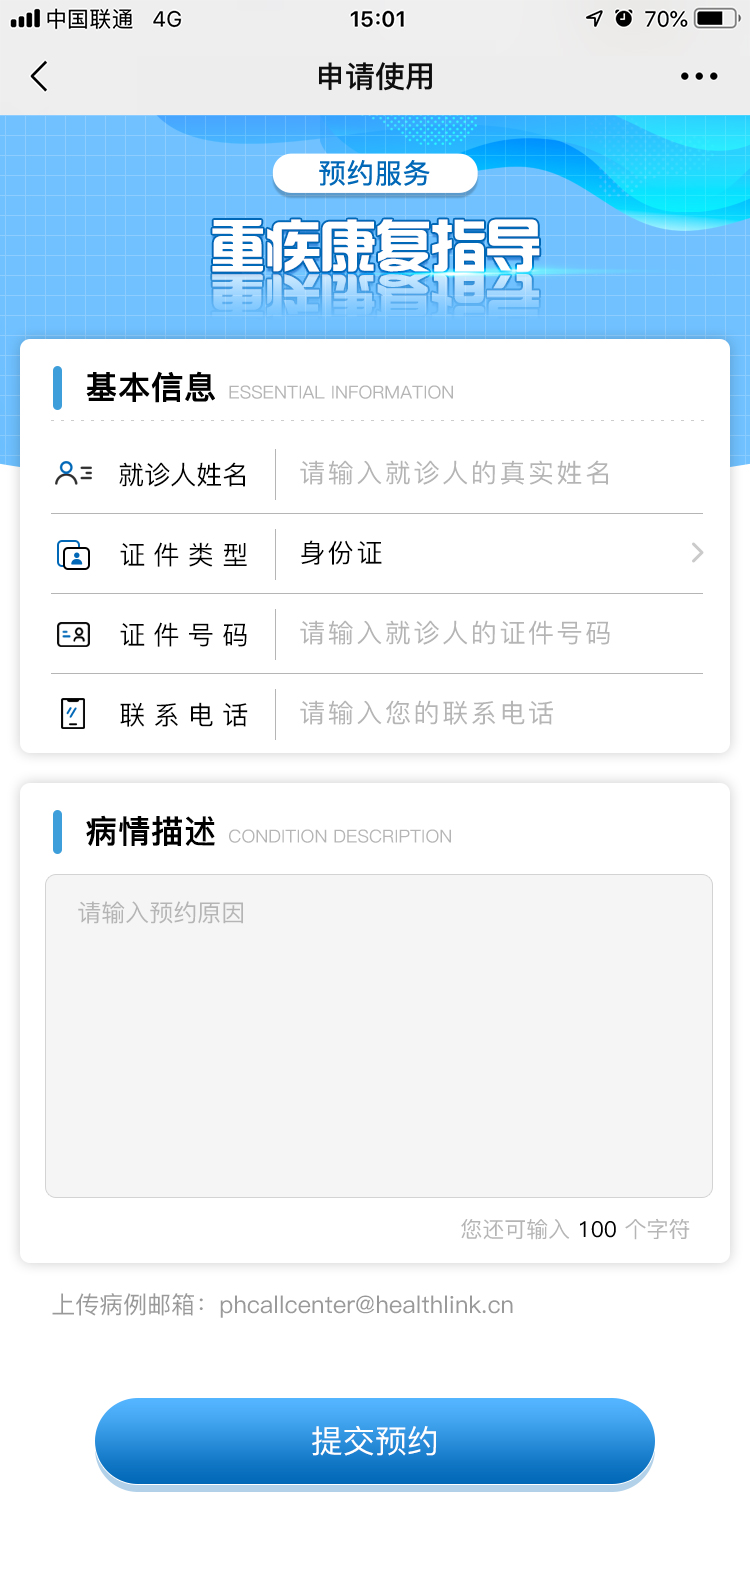 中国联通 4G 15:01 70%
申请使用
预约服务
重疾康复指导
基本信息 ESSENTIAL INFORMATION
就诊人姓名 请输入就诊人的真实姓名
证件类型 身份证
证件号码 请输入就诊人的证件号码
联系电话 请输入您的联系电话
病情描述 CONDITION DESCRIPTION
请输入预约原因
您还可输入 100 个字符
上传病例邮箱：phcallcenter@healthlink.cn
提交预约